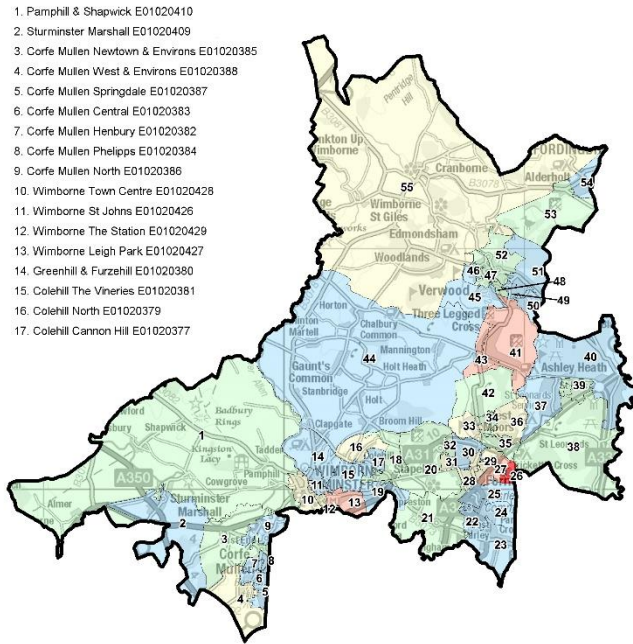 1. Pamphill & Shapwick E01020410
2. Sturminster Marshall E01020409
3. Corfe Mullen Newtown & Environs E01020385
4. Corfe Mullen West & Environs E01020388
5. Corfe Mullen Springdale E01020387
6. Corfe Mullen Central E01020383
7. Corfe Mullen Henbury E01020382
8. Corfe Mullen Phelipps E01020384
9. Corfe Mullen North E01020386
10. Wimborne Town Centre E01020428
11. Wimborne St Johns E01020426
12. Wimborne The Station E01020429
13. Wimborne Leigh Park E01020427
14. Greenhill & Furzehill E01020380
15. Colehill The Vineries E01020381
16. Colehill North E01020379
17. Colehill Cannon Hill E01020377
Pentridge
Hill
Wimborne
Cranborne
B3078
Alderholt
54
55
53
Wimborne
St Giles
Edmondsham
Woodlands
52
46 47
51
48
49
50
Verwood
45
Three Legged
Cross
Horton
Chalbury
Common
Mannington
44
43
41
40
Ashley Heath
39
Gaunt's
Common
Holt Heath
Stanbridge
Holt
42
37
Clapgate
Broom Hill
34
36
33
38
Badbury
Rings
Shapwick
1
Kingston
Lacy
Cowgrove
Pamphill
A350
Almer
14
16
17
18
15
11
10
12
13
19
A31
32
31
30
20
35
29
27
26
28
25
24
22
21
23
Cross
Sturminster
Marshall
2
9
3
Corfe
8
7
6
4
5